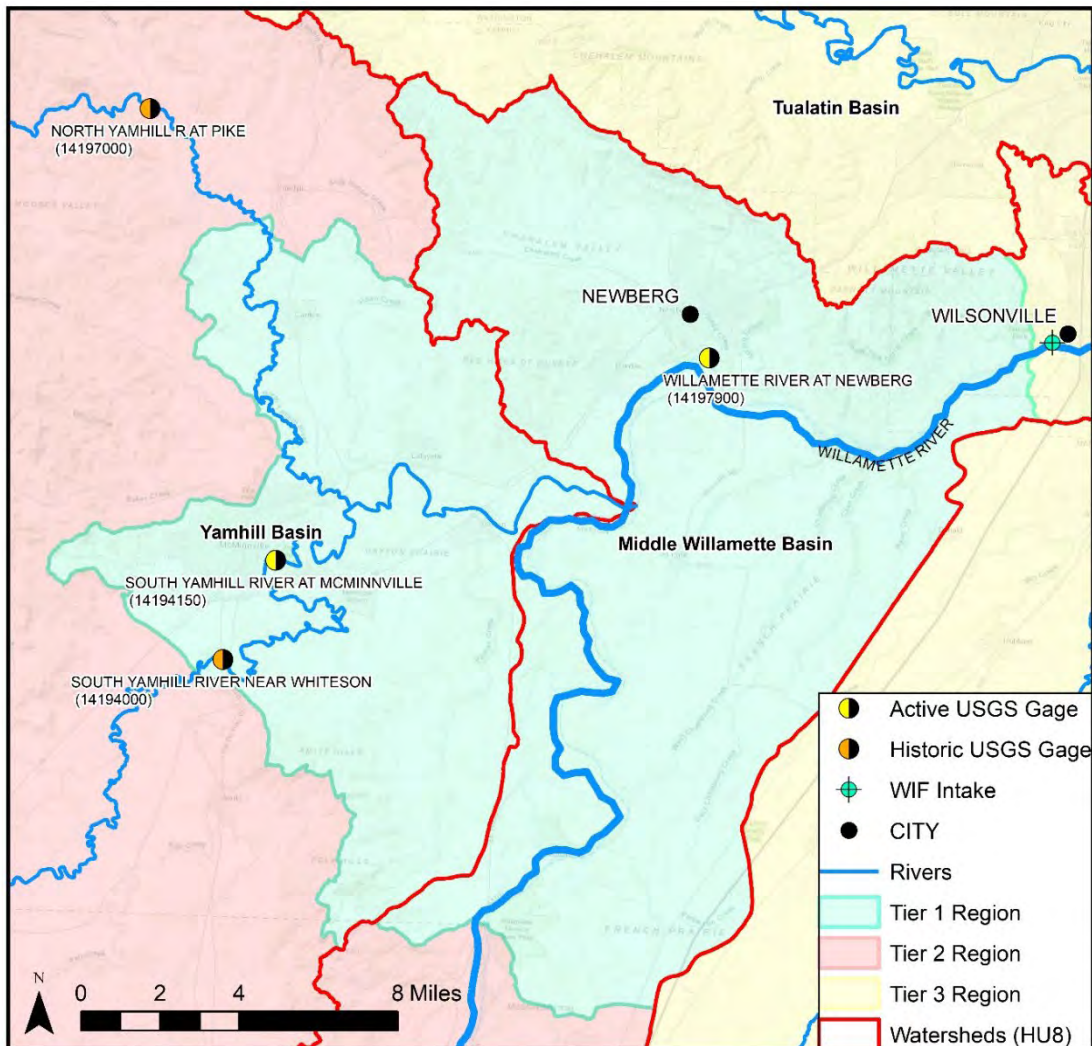 Tualatin Basin
NORTH YAMHILL R AT PIKE
(14197000)
NEWBERG
WILSONVILLE
WILLAMETTE RIVER AT NEWBERG
(14197900)
WILLAMETTE RIVER
Yamhill Basin
Middle Willamette Basin
SOUTH YAMHILL RIVER AT MCMINNVILLE
(14194150)
SOUTH YAMHILL RIVER NEAR WHITESON
(14194000)
FRENCH PRAIRIE
N
0 2 4 8 Miles
Active USGS Gage
Historic USGS Gage
WIF Intake
CITY
Rivers
Tier 1 Region
Tier 2 Region
Tier 3 Region
Watersheds (HU8)